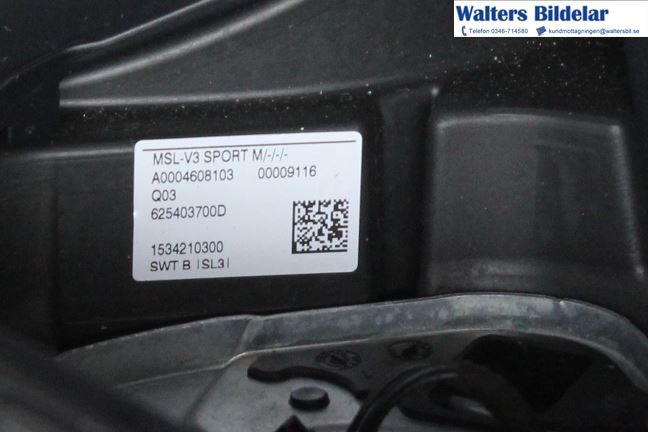 Walters Bildelar
Telefon 0346-714580 kundmottagningen@waltersbil.se
MSL-V3 SPORT M/-/-/-
A0004608103 00009116
Q03
625403700D
1534210300
SWT B |SL3|